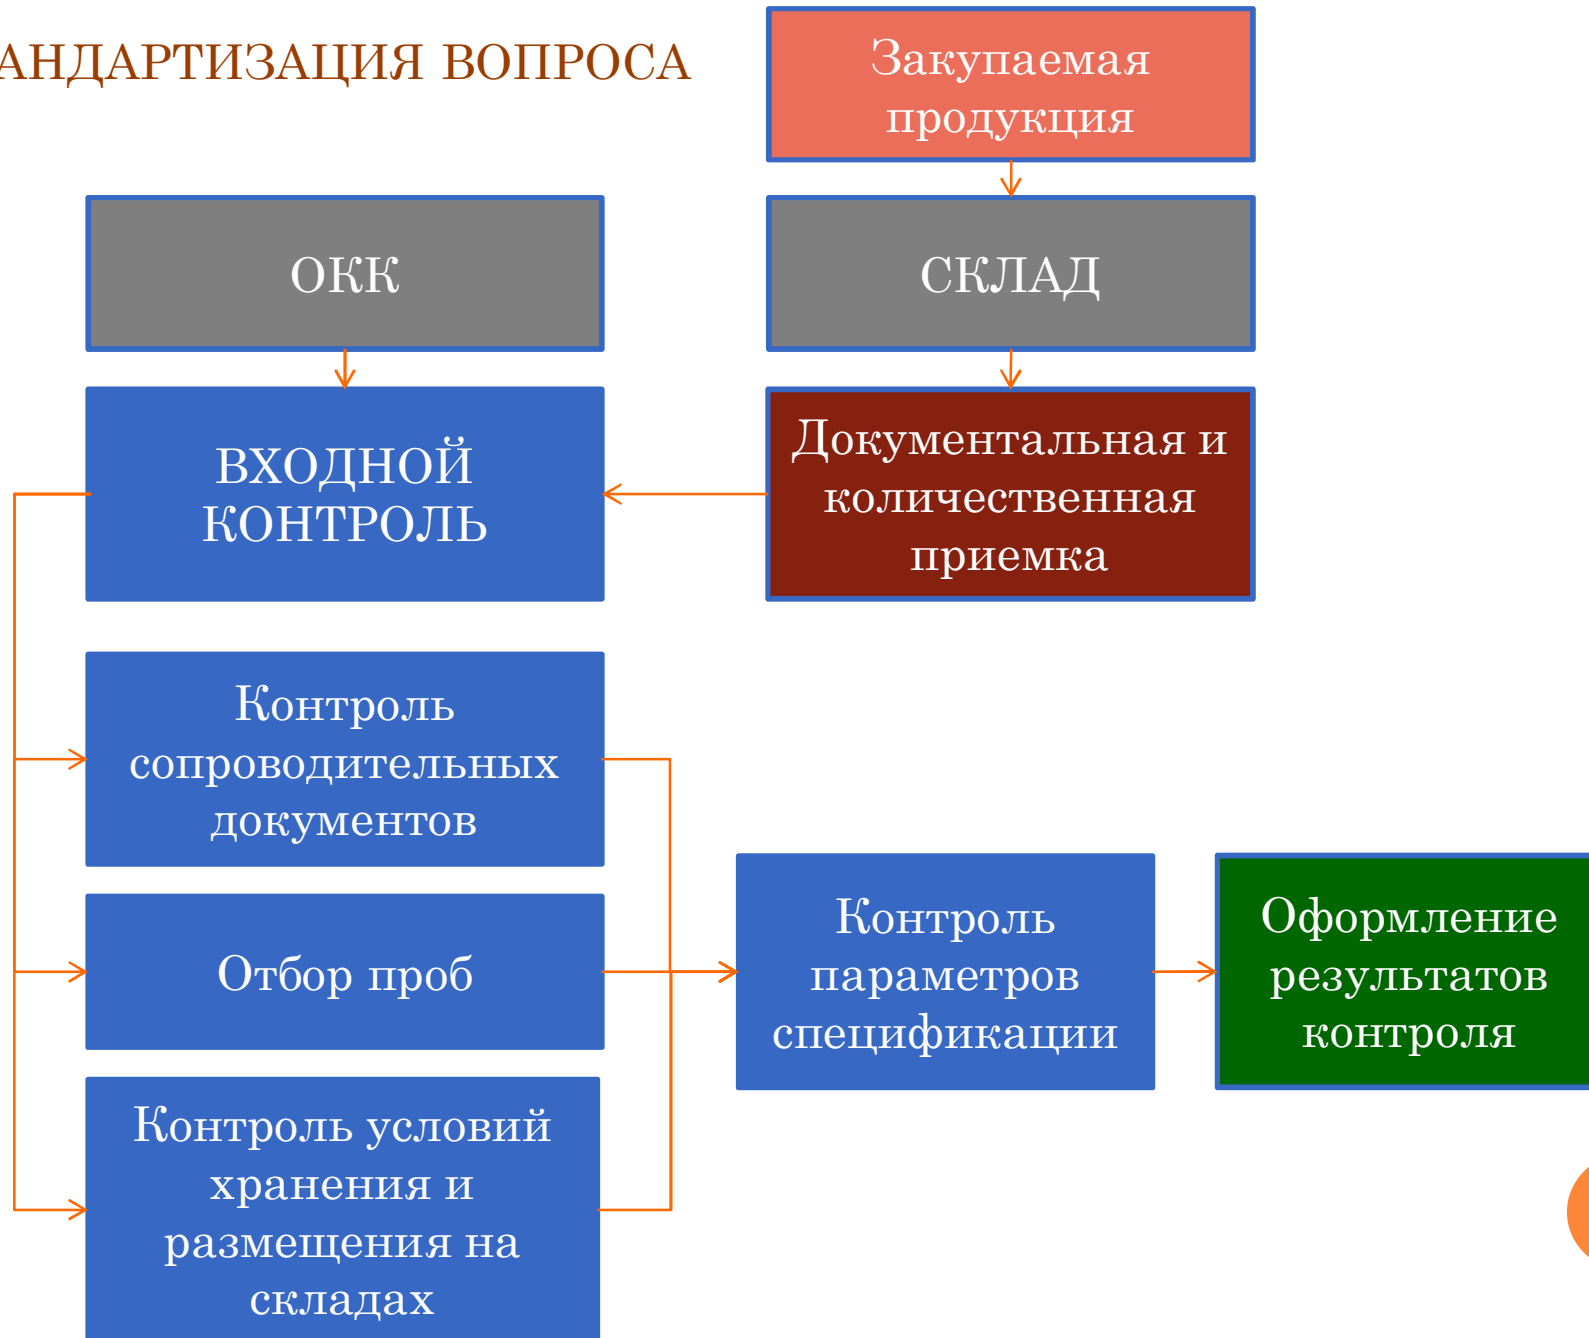 АНДАРТИЗАЦИЯ ВОПРОСА
Закупаемая
продукция
ОКК
СКЛАД
ВХОДНОЙ
КОНТРОЛЬ
Документальная и
количественная
приемка
Контроль
сопроводительных
документов
Отбор проб
Контроль условий
хранения и
размещения на
складах
Контроль
параметров
спецификации
Оформление
результатов
контроля